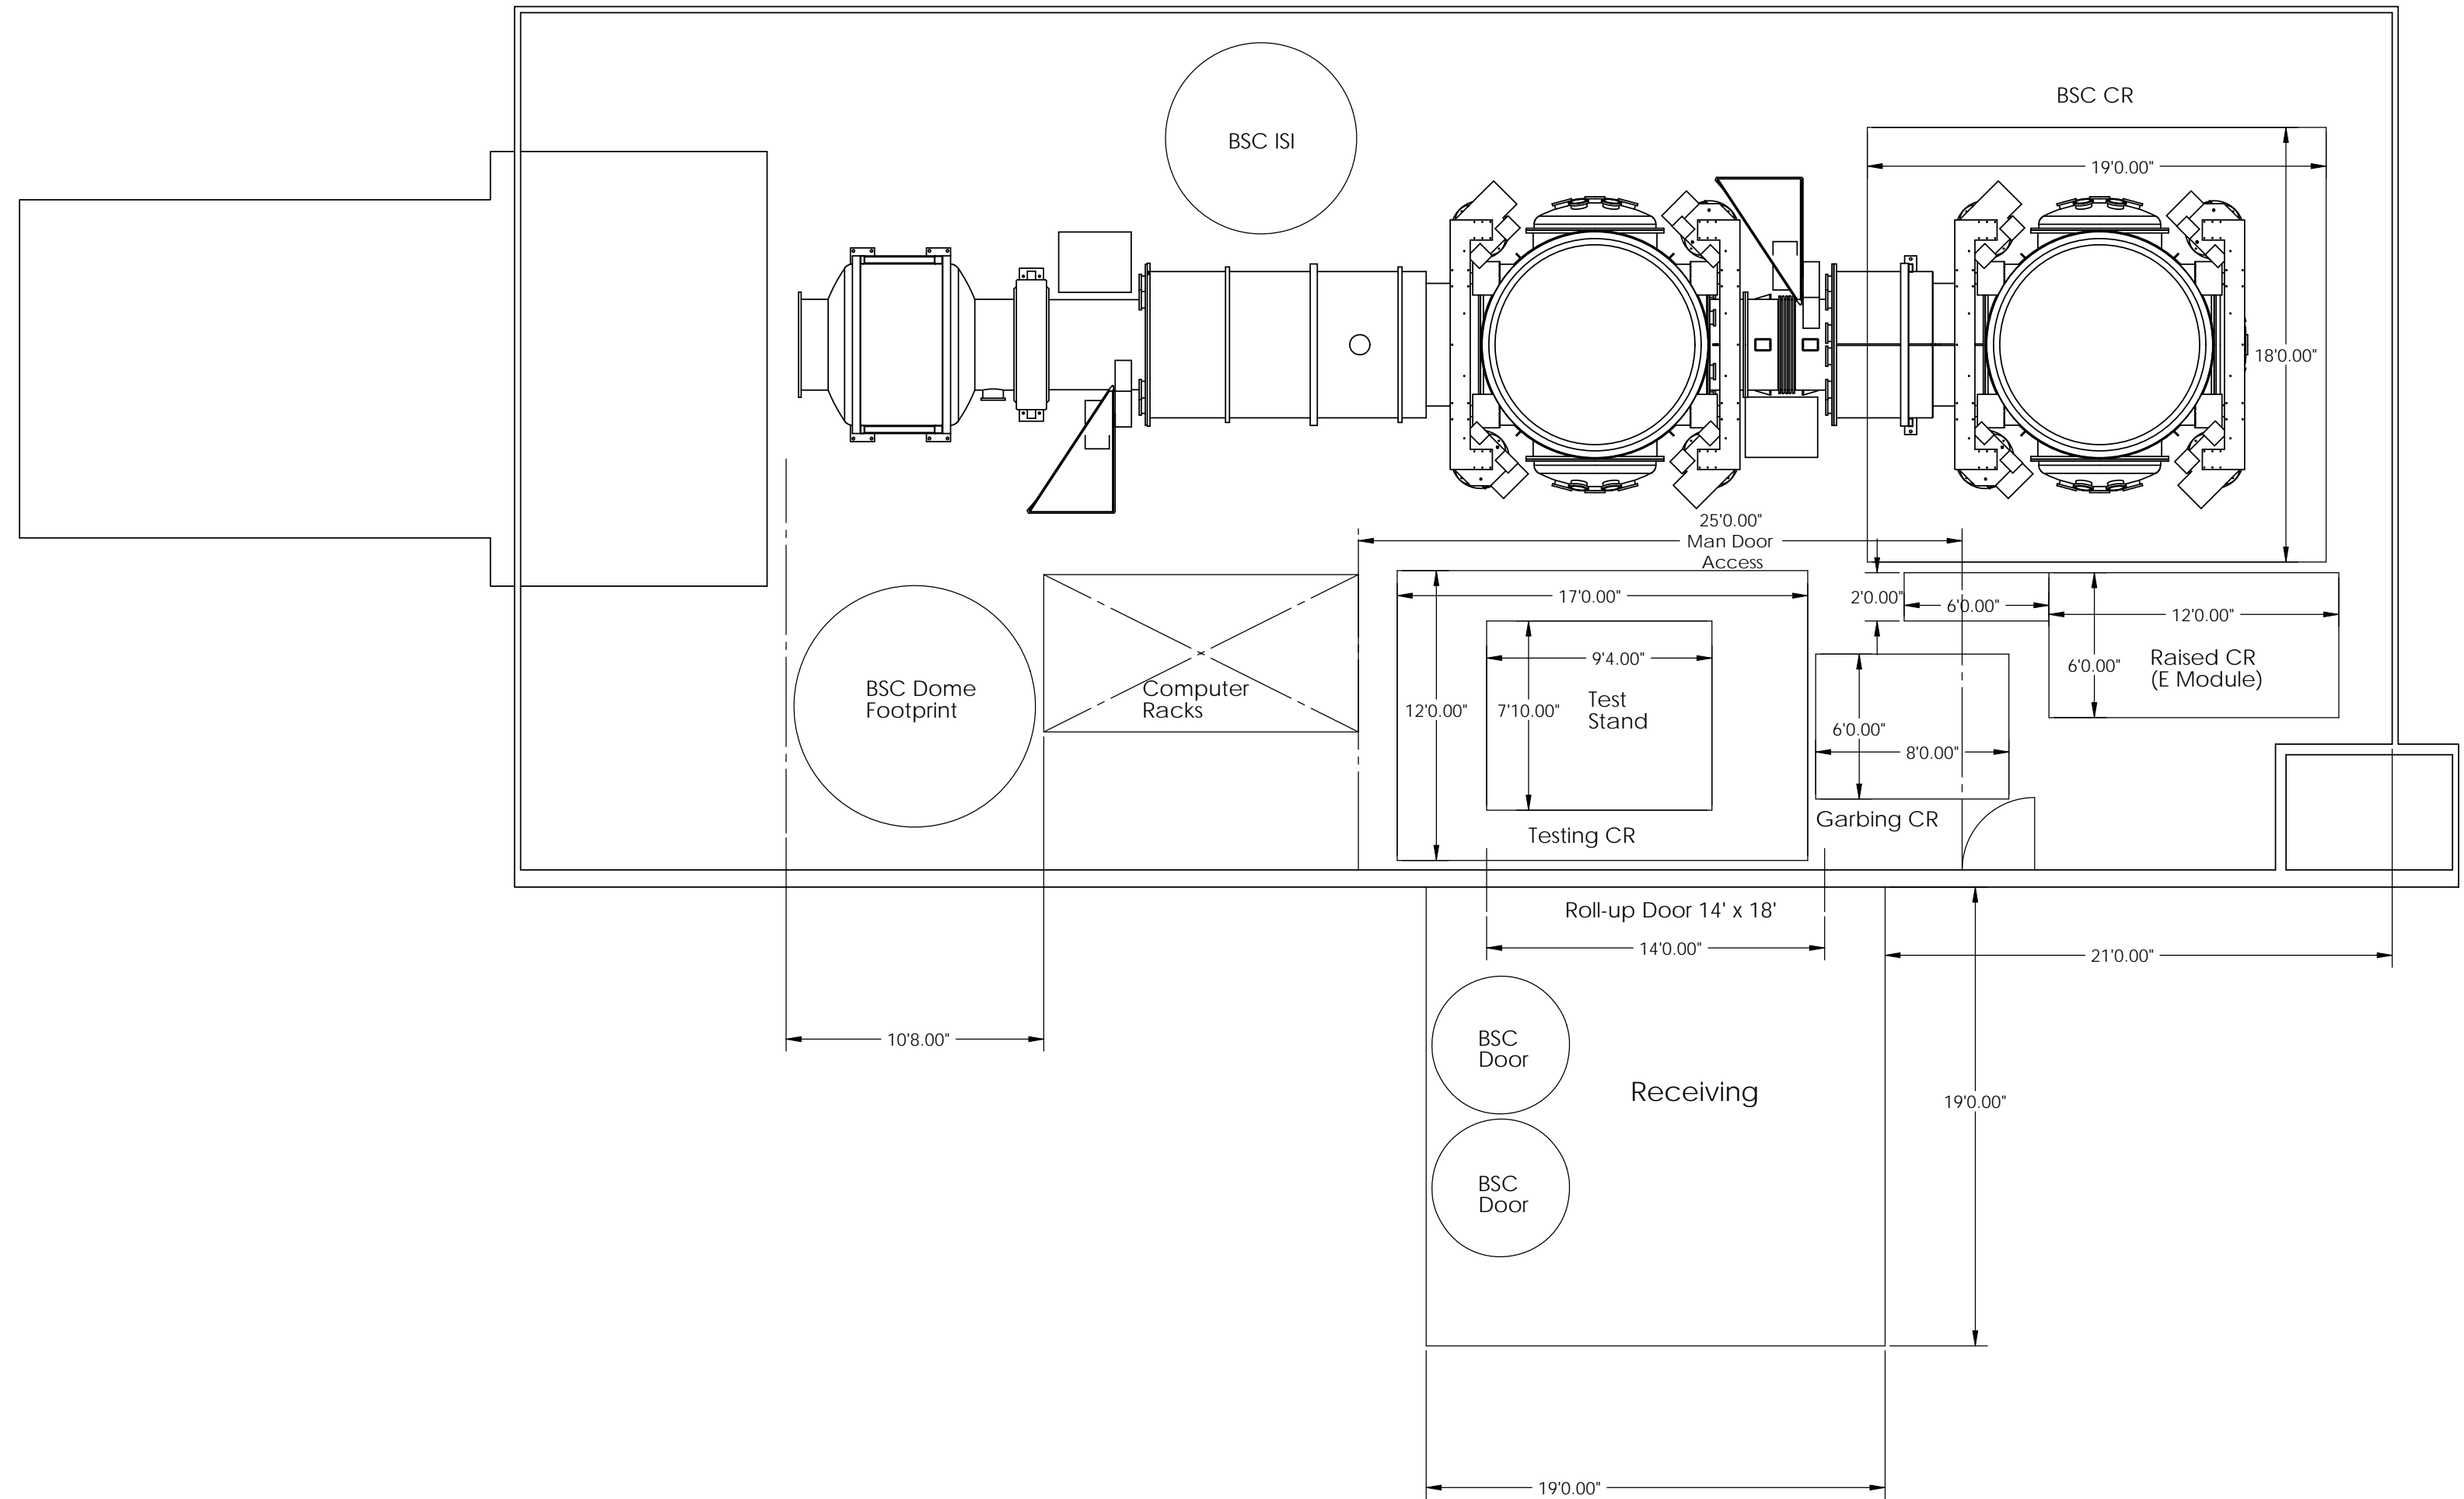 BSC CR
BSC ISI
19'0.00"
18'0.00"
25'0.00"
Man Door
Access
17'0.00"
2'0.00"
6'0.00"
12'0.00"
9'4.00"
6'0.00"
Raised CR
(E Module)
BSC Dome
Footprint
Computer
Racks
12'0.00"
7'10.00"
Test
Stand
6'0.00"
8'0.00"
Testing CR
Garbing CR
Roll-up Door 14' x 18'
14'0.00"
21'0.00"
10'8.00"
BSC
Door
Receiving
19'0.00"
BSC
Door
19'0.00"